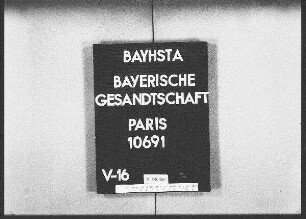 BAYHSTA
BAYERISCHE
GESANDTSCHAFT
PARIS
10691
V-16